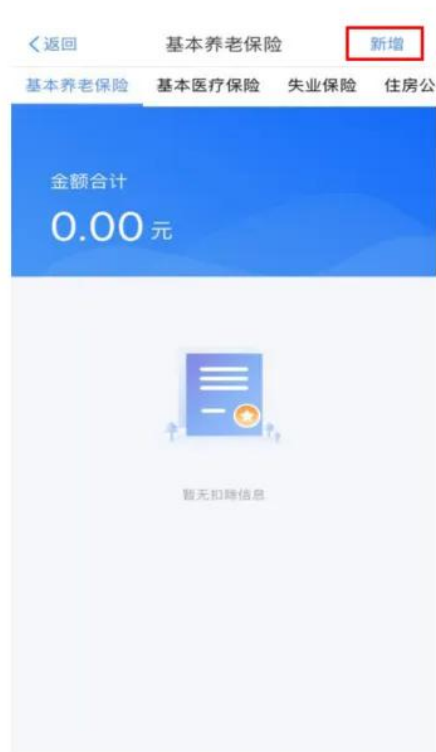 返回 基本养老保险 新增
基本养老保险 基本医疗保险 失业保险 住房公
金额合计
0.00 元
暂无扣除信息